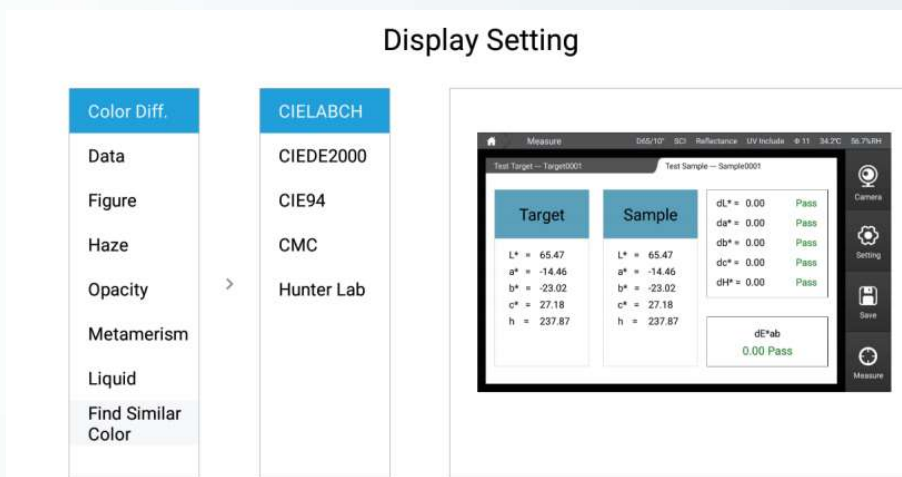 Display Setting
Color Diff.
Data
Figure
Haze
Opacity
Metamerism
Liquid
Find Similar
Color
>
CIELABCH
CIEDE2000
CIE94
CMC
Hunter Lab
Measure D65/10° SCI Reflectance UV Include Φ11 34.2℃ 56.7%RH
Test Target — Target0001
Test Sample — Sample0001
Target
L* = 65.47
a* = -14.46
b* = -23.02
c* = 27.18
h = 237.87
Sample
L* = 65.47
a* = -14.46
b* = -23.02
c* = 27.18
h = 237.87
dL* = 0.00 Pass
da* = 0.00 Pass
db* = 0.00 Pass
dc* = 0.00 Pass
dH* = 0.00 Pass
dE*ab
0.00 Pass
Camera
Setting
Save
Measure